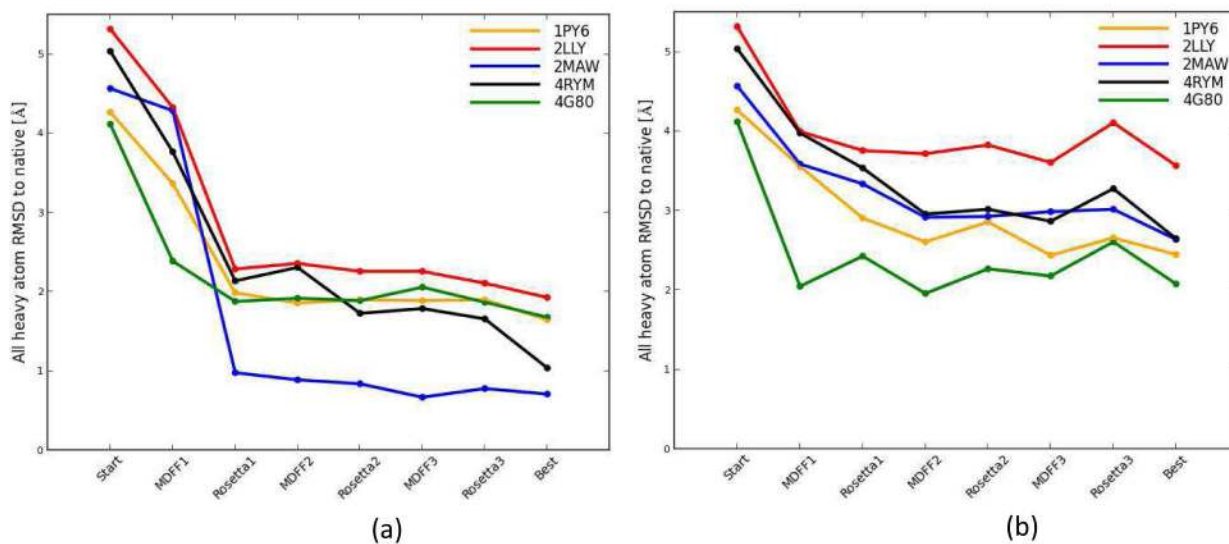 All heavy atom RMSD to native [Å]
5
4
3
2
1
0
1PY6
2LLY
2MAW
4RYM
4G80
Start
MDFF1
Rosetta1
MDFF2
Rosetta2
MDFF3
Rosetta3
Best
(a)
All heavy atom RMSD to native [Å]
5
4
3
2
1
0
1PY6
2LLY
2MAW
4RYM
4G80
Start
MDFF1
Rosetta1
MDFF2
Rosetta2
MDFF3
Rosetta3
Best
(b)